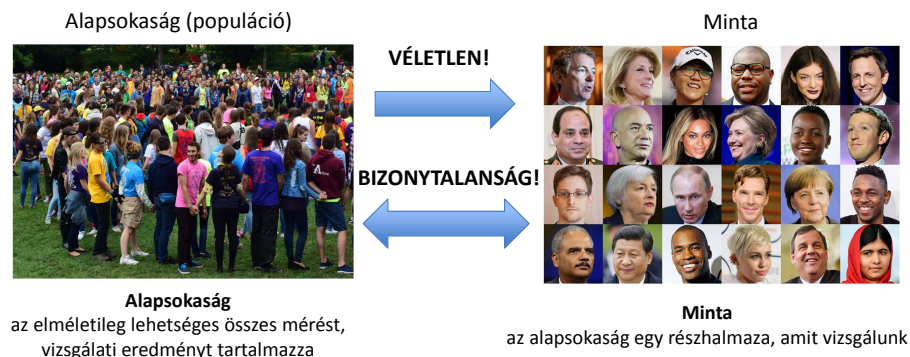 Alapsokaság (populáció)
Minta
VÉLETLEN!
BIZONYTALANSÁG!
Alapsokaság
az elméletileg lehetséges összes mérést,
vizsgálati eredményt tartalmazza
Minta
az alapsokaság egy részhalmaza, amit vizsgálunk